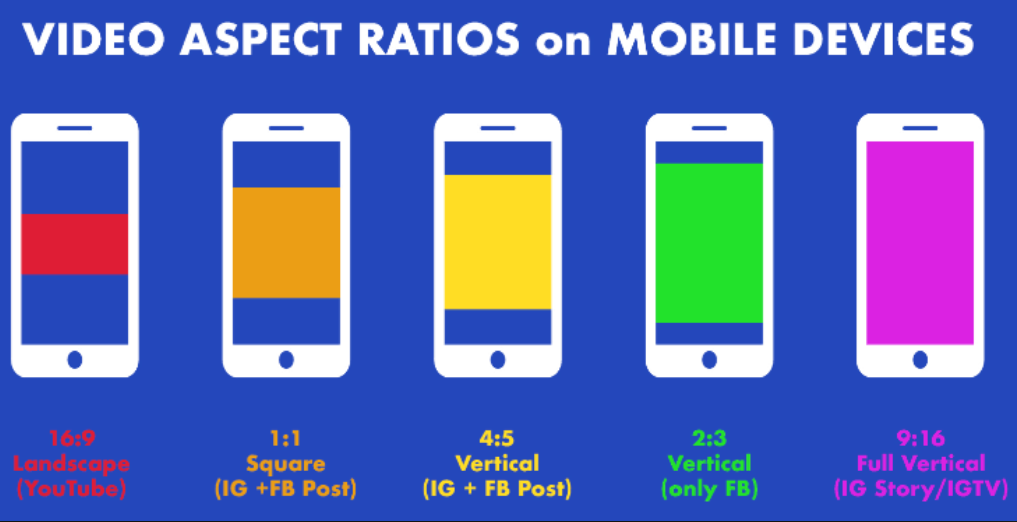 VIDEO ASPECT RATIOS on MOBILE DEVICES
16:9
Landscape
(YouTube)
1:1
Square
(IG +FB Post)
4:5
Vertical
(IG + FB Post)
2:3
Vertical
(only FB)
9:16
Full Vertical
(IG Story/IGTV)